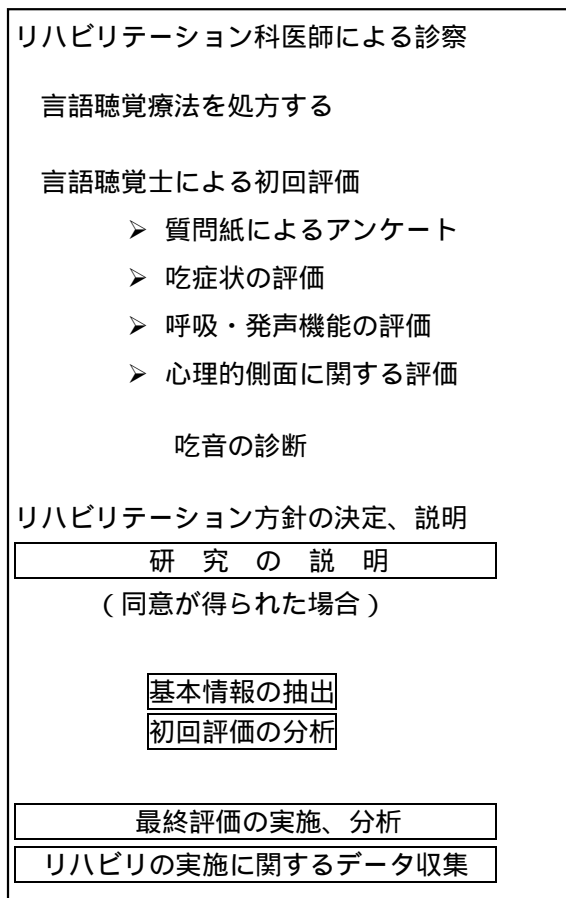 リハビリテーション科医師による診察
言語聴覚療法を処方する
言語聴覚士による初回評価
➢ 質問紙によるアンケート
➢ 吃症状の評価
➢ 呼吸・発声機能の評価
➢ 心理的側面に関する評価
吃音の診断
リハビリテーション方針の決定、説明
研 究 の 説 明
(同意が得られた場合)
基本情報の抽出
初回評価の分析
最終評価の実施、分析
リハビリの実施に関するデータ収集